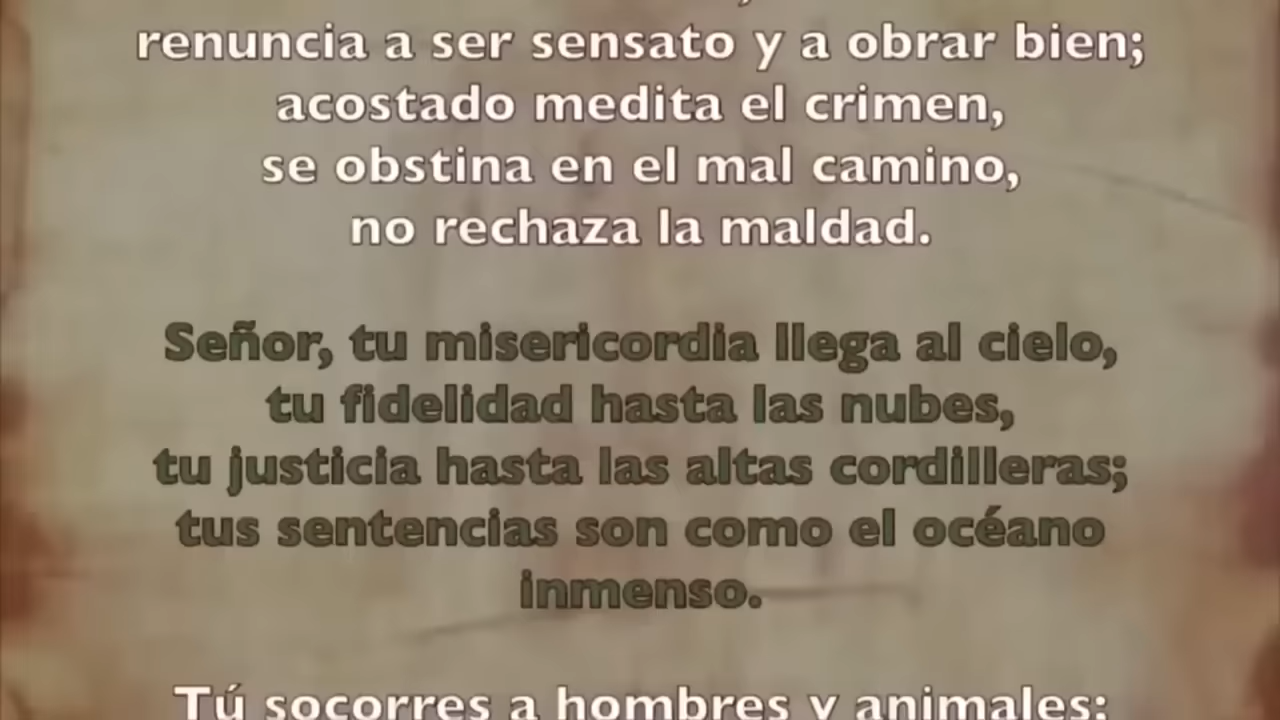 renuncia a ser sensato y a obrar bien;
acostado medita el crimen,
se obstina en el mal camino,
no rechaza la maldad.
Señor, tu misericordia llega al cielo,
tu fidelidad hasta las nubes,
tu justicia hasta las altas cordilleras;
tus sentencias son como el océano
inmenso.
Tú socorres a hombres y animales;